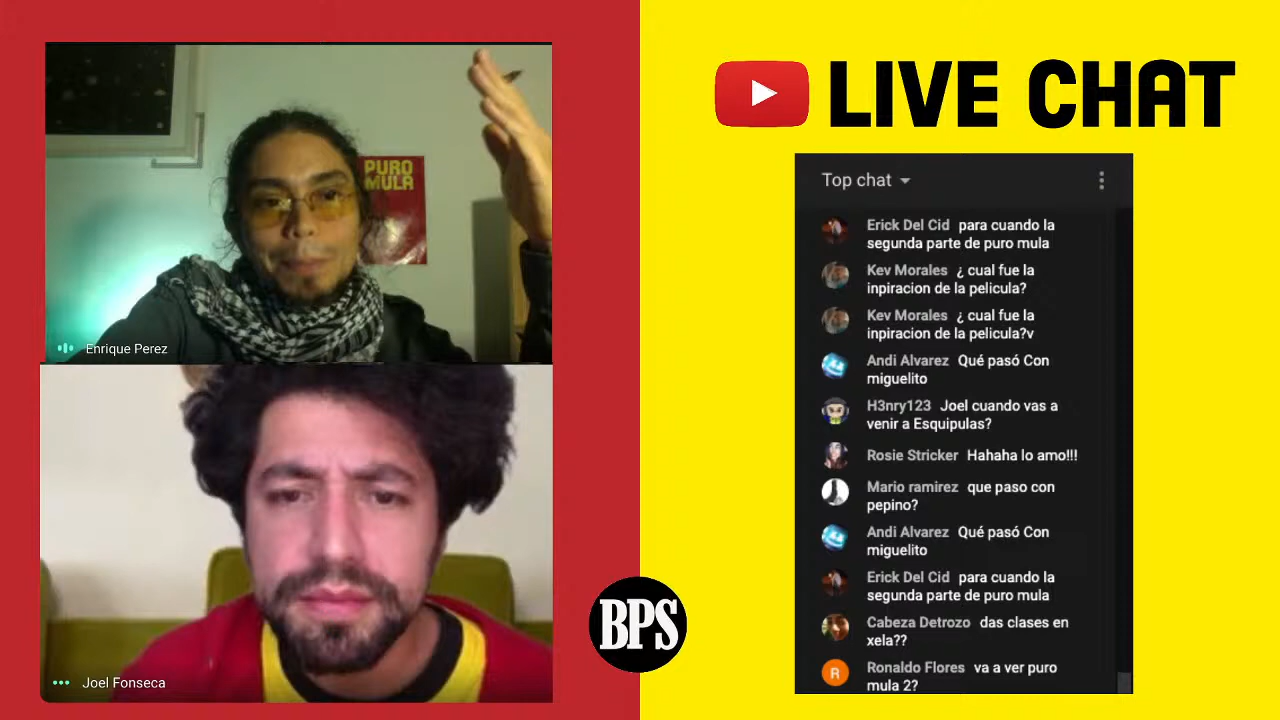 PURO
MULA
Enrique Perez
Joel Fonseca
BPS
LIVE CHAT
Top chat
Erick Del Cid para cuando la
segunda parte de puro mula
Kev Morales ¿ cual fue la
inpiracion de la pelicula?
Kev Morales ¿ cual fue la
inpiracion de la pelicula?v
Andi Alvarez Qué pasó Con
miguelito
H3nry123 Joel cuando vas a
venir a Esquipulas?
Rosie Stricker Hahaha lo amo!!!
Mario ramirez que paso con
pepino?
Andi Alvarez Qué pasó Con
miguelito
Erick Del Cid para cuando la
segunda parte de puro mula
Cabeza Detrozo das clases en
xela??
R
Ronaldo Flores va a ver puro
mula 2?